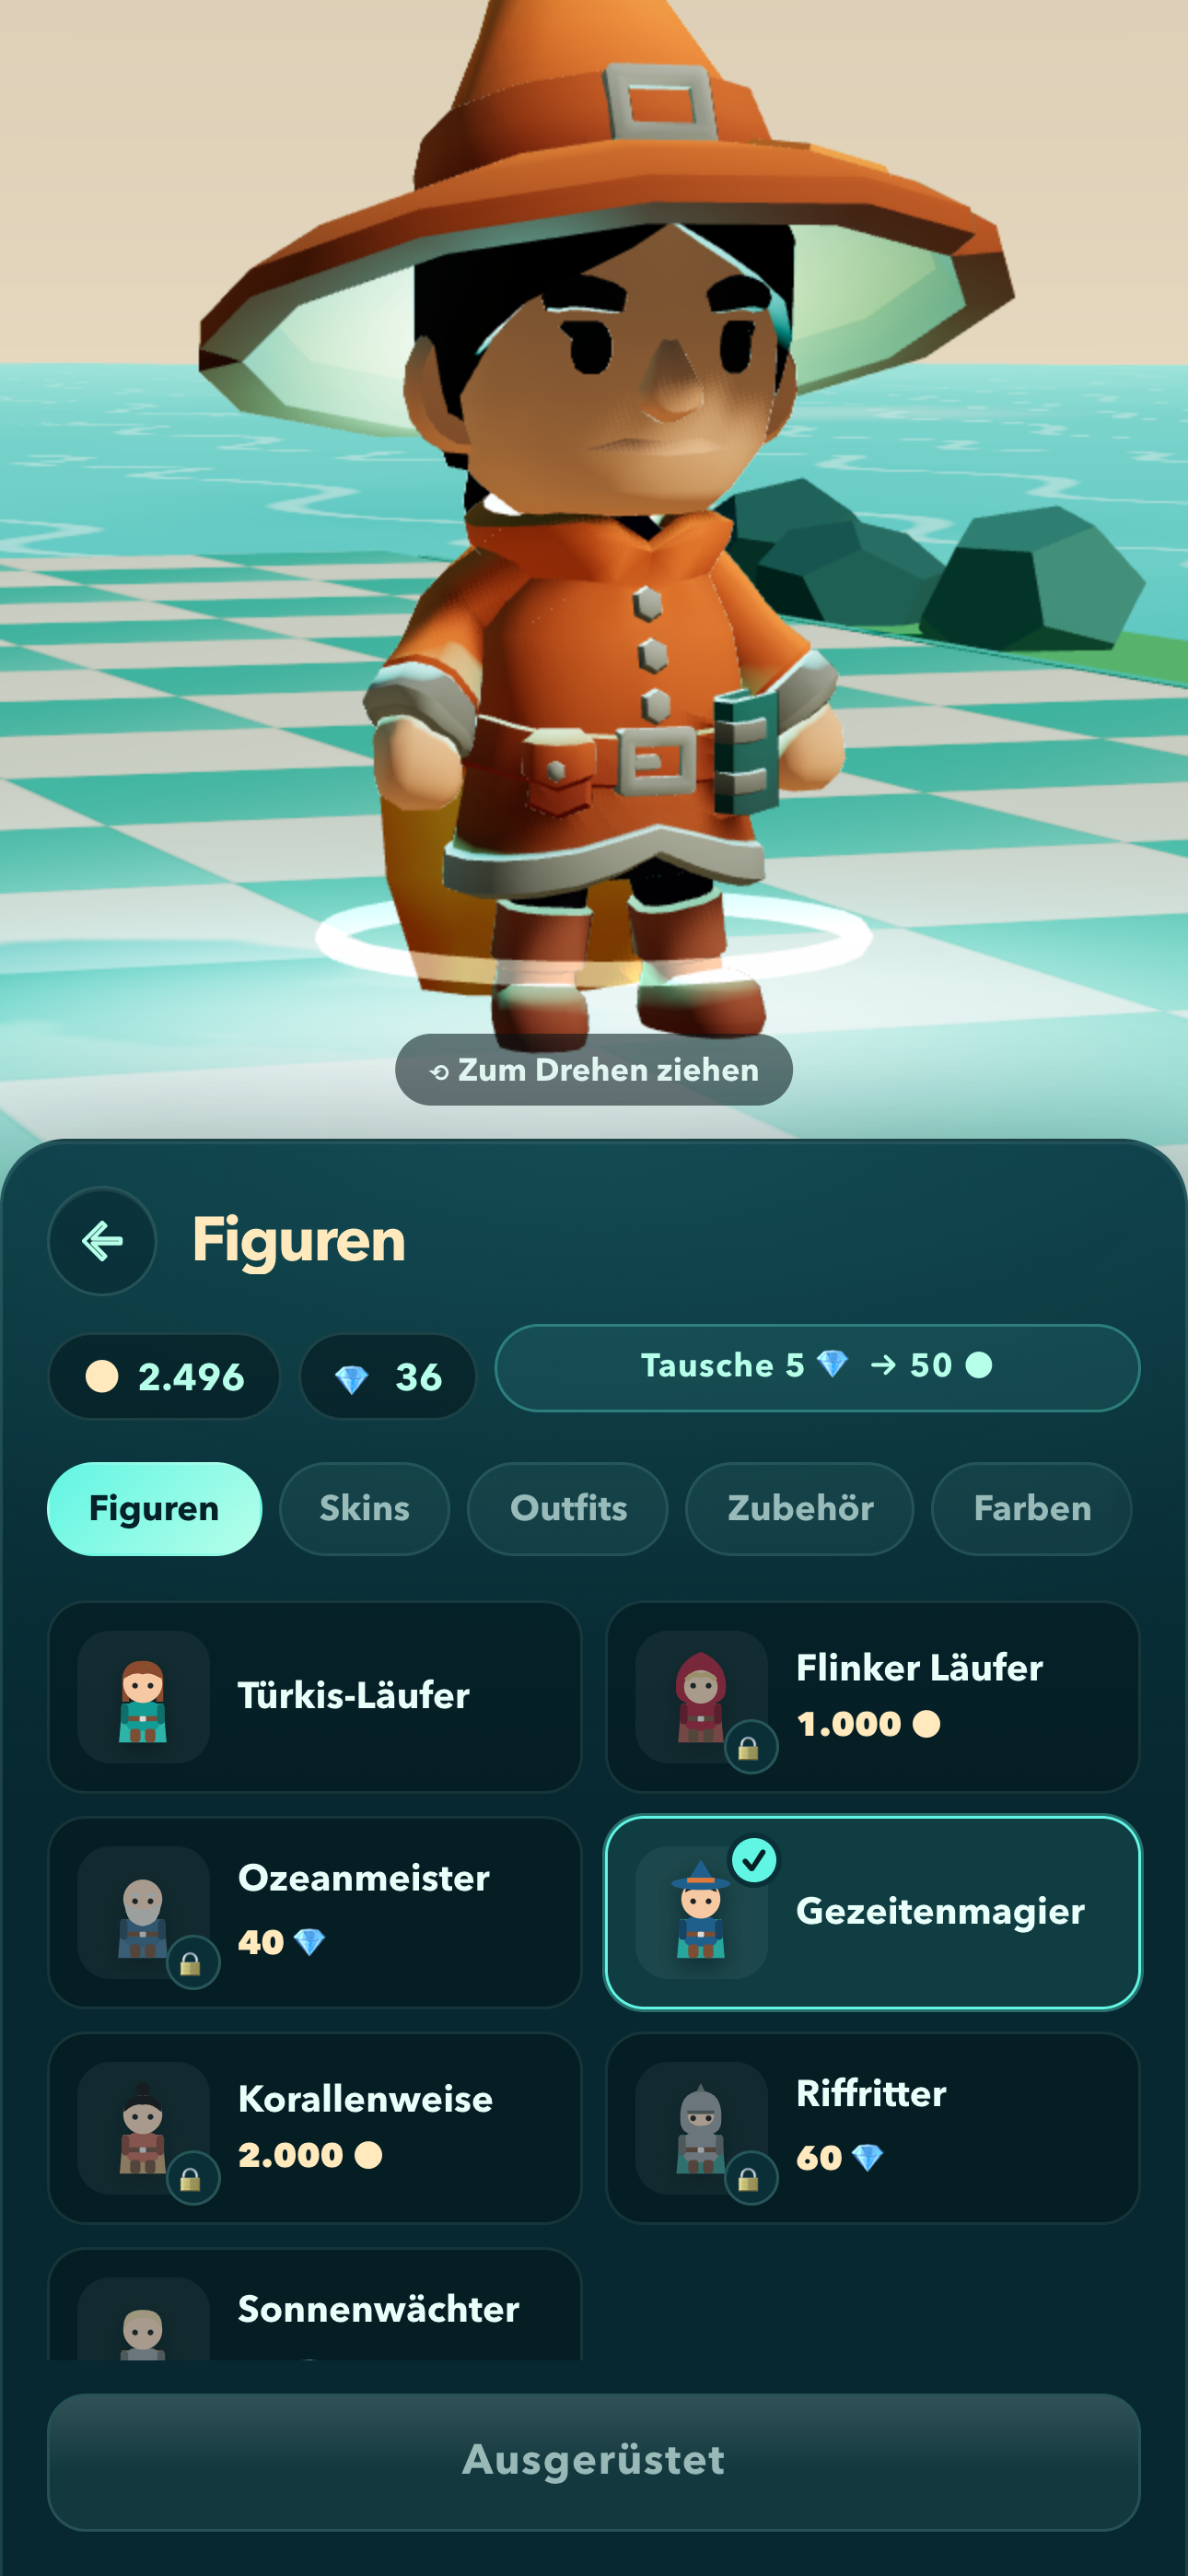 Zum Drehen ziehen
Figuren
2.496
36
Tausche 5 💎 → 50
Figuren
Skins
Outfits
Zubehör
Farben
Türkis-Läufer
Flinker Läufer
1.000
Ozeanmeister
40 💎
Gezeitenmagier
Korallenweise
2.000
Riffritter
60 💎
Sonnenwächter
Ausgerüstet